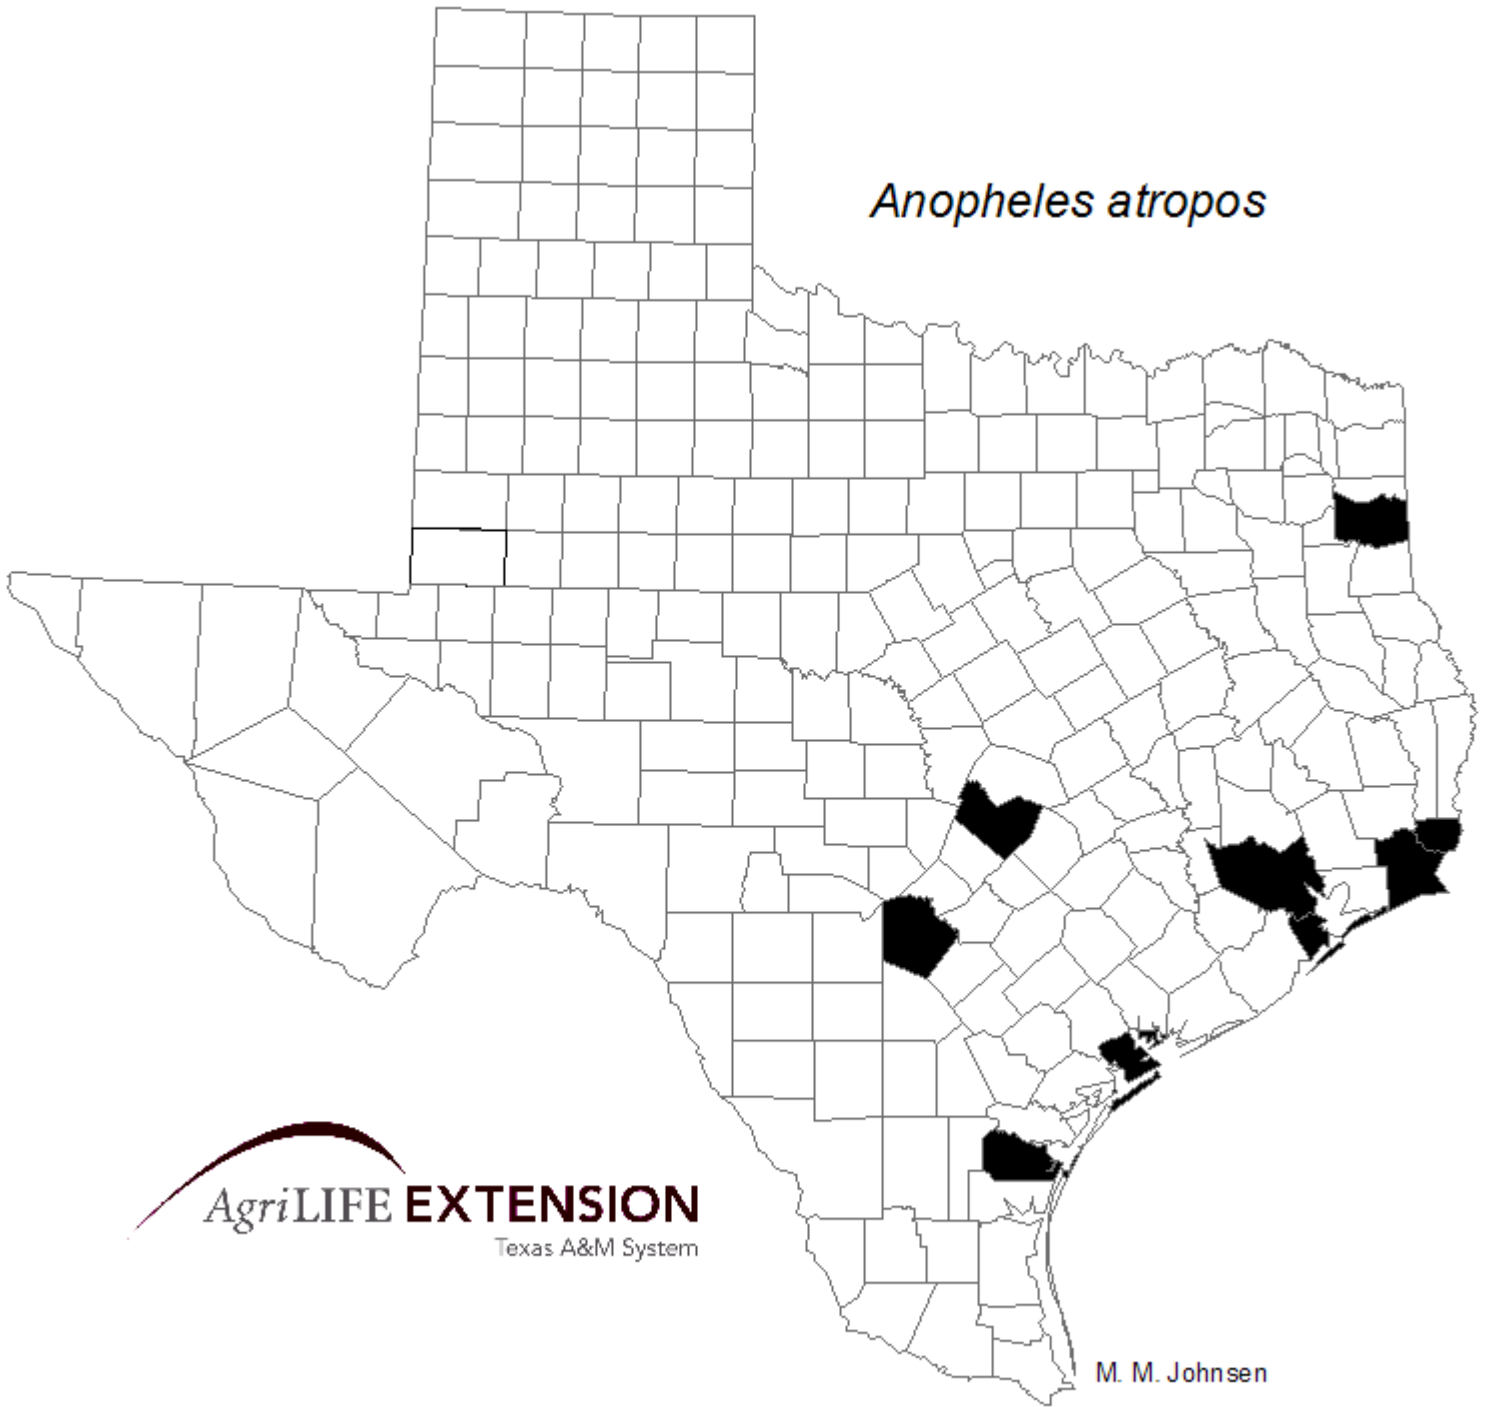 Anopheles atropos
AgriLIFE EXTENSION
Texas A&M System
M. M. Johnsen